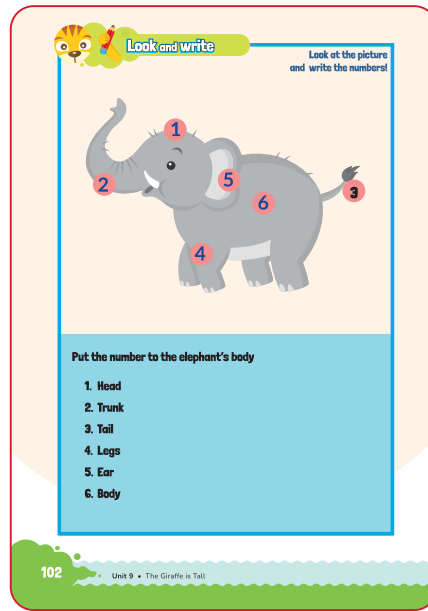 Look and write
Look at the picture
and write the numbers!
1
2
5
3
6
4
Put the number to the elephant's body
1. Head
2. Trunk
3. Tail
4. Legs
5. Ear
6. Body
102
Unit 9 • The Giraffe is Tall